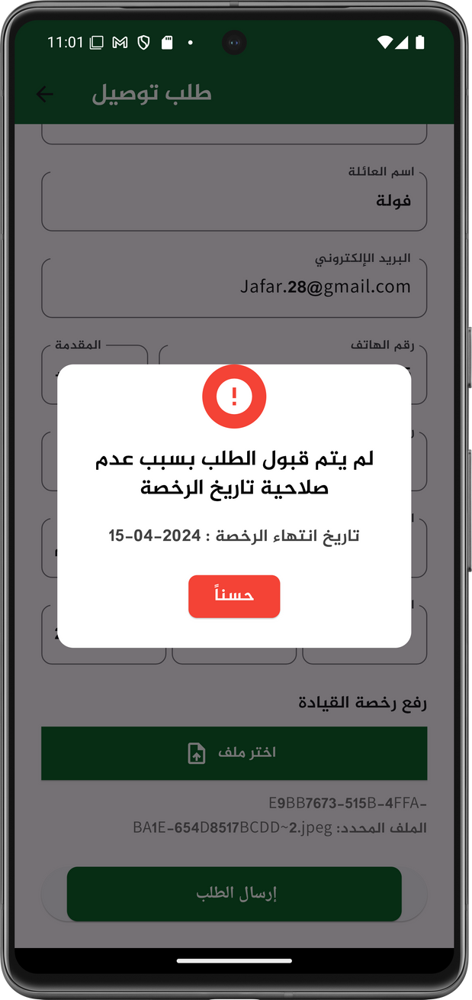 11:01
طلب توصيل
اسم العائلة
فولة
البريد الإلكتروني
Jafar.28@gmail.com
رقم الهاتف
المقدمة
لم يتم قبول الطلب بسبب عدم
صلاحية تاريخ الرخصة
تاريخ انتهاء الرخصة : 2024-04-15
حسناً
رفع رخصة القيادة
اختر ملف
E9BB7673-515B-4FFA-
الملف المحدد: BA1E-654D8517BCDD~2.jpeg
إرسال الطلب